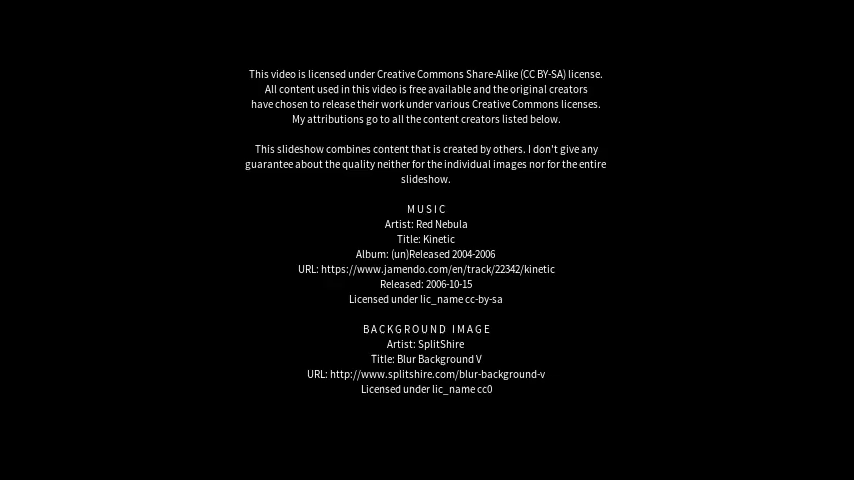 This video is licensed under Creative Commons Share-Alike (CC BY-SA) license.
All content used in this video is free available and the original creators
have chosen to release their work under various Creative Commons licenses.
My attributions go to all the content creators listed below.
This slideshow combines content that is created by others. I don't give any
guarantee about the quality neither for the individual images nor for the entire
slideshow.
MUSIC
Artist: Red Nebula
Title: Kinetic
Album: (un)Released 2004-2006
URL: https://www.jamendo.com/en/track/22342/kinetic
Released: 2006-10-15
Licensed under lic_name cc-by-sa
BACKGROUND IMAGE
Artist: SplitShire
Title: Blur Background V
URL: http://www.splitshire.com/blur-background-v
Licensed under lic_name cc0